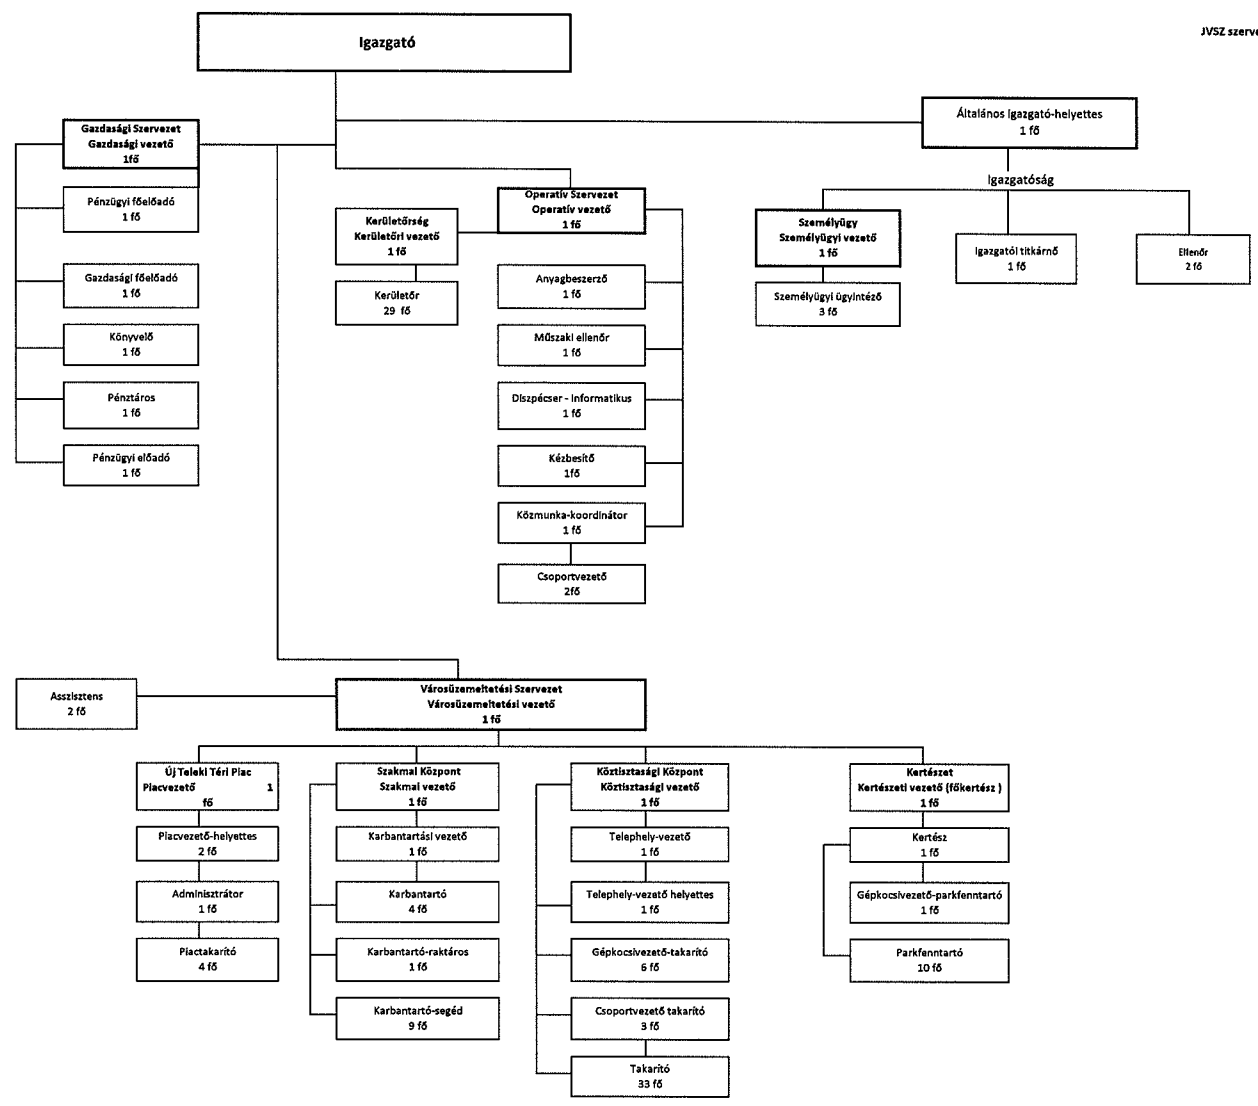 Igazgató
JVSZ szerve
Általános igazgató-helyettes
1 fő
Gazdasági Szervezet
Gazdasági vezető
1fő
Pénzügyi főelőadó
1 fő
Gazdasági főelőadó
1 fő
Könyvelő
1 fő
Pénztáros
1 fő
Pénzügyi előadó
1 fő
Kerületőrség
Kerületőri vezető
1 fő
Kerületőr
29 fő
Operatív Szervezet
Operatív vezető
1 fő
Anyagbeszerző
1 fő
Műszaki ellenőr
1 fő
Diszpécser - informatikus
1 fő
Kézbesítő
1fő
Közmunka-koordinátor
1 fő
Csoportvezető
2fő
Igazgatóság
Személyügy
Személyügyi vezető
1 fő
Személyügyi ügyintéző
3 fő
Igazgatói titkárnő
1 fő
Ellenőr
2 fő
Asszisztens
2 fő
Városüzemeltetési Szervezet
Városüzemeltetési vezető
1 fő
Új Teleki Téri Piac
Piacvezető 1
fő
Piacvezető-helyettes
2 fő
Adminisztrátor
1 fő
Piactakarító
4 fő
Szakmai Központ
Szakmai vezető
1 fő
Karbantartási vezető
1 fő
Karbantartó
4 fő
Karbantartó-raktáros
1 fő
Karbantartó-segéd
9 fő
Köztisztasági Központ
Köztisztasági vezető
1 fő
Telephely-vezető
1 fő
Telephely-vezető helyettes
1 fő
Gépkocsivezető-takarító
6 fő
Csoportvezető takarító
3 fő
Takarító
33 fő
Kertészet
Kertészeti vezető (főkertész )
1 fő
Kertész
1 fő
Gépkocsivezető-parkfenntartó
1 fő
Parkfenntartó
10 fő